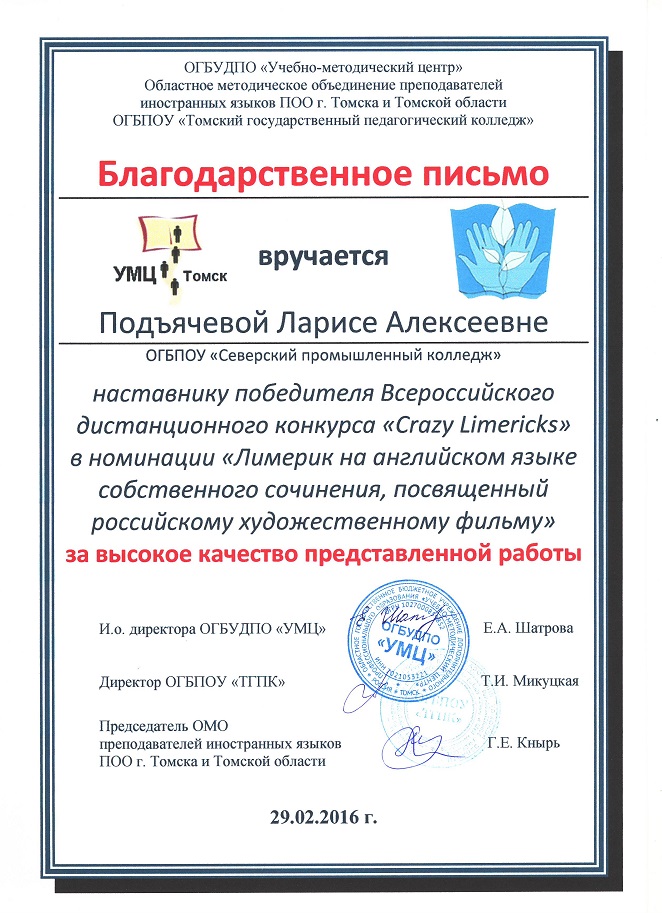 ОГБУДПО «Учебно-методический центр»
Областное методическое объединение преподавателей
иностранных языков ПОО г. Томска и Томской области
ОГБПОУ «Томский государственный педагогический колледж»
Благодарственное письмо
УМЦ Томск
вручается
Подъячевой Ларисе Алексеевне
ОГБПОУ «Северский промышленный колледж»
наставнику победителя Всероссийского
дистанционного конкурса «Crazy Limericks»
в номинации «Лимерик на английском языке
собственного сочинения, посвященный
российскому художественному фильму»
за высокое качество представленной работы
И.о. директора ОГБУДПО «УМЦ» Е.А. Шатрова
ОГБУДПО
«УМЦ»
Директор ОГБПОУ «ТГПК» Т.И. Микуцкая
«ТГПК»
Председатель ОМО
преподавателей иностранных языков Г.Е. Кнырь
ПОО г. Томска и Томской области
29.02.2016 г.